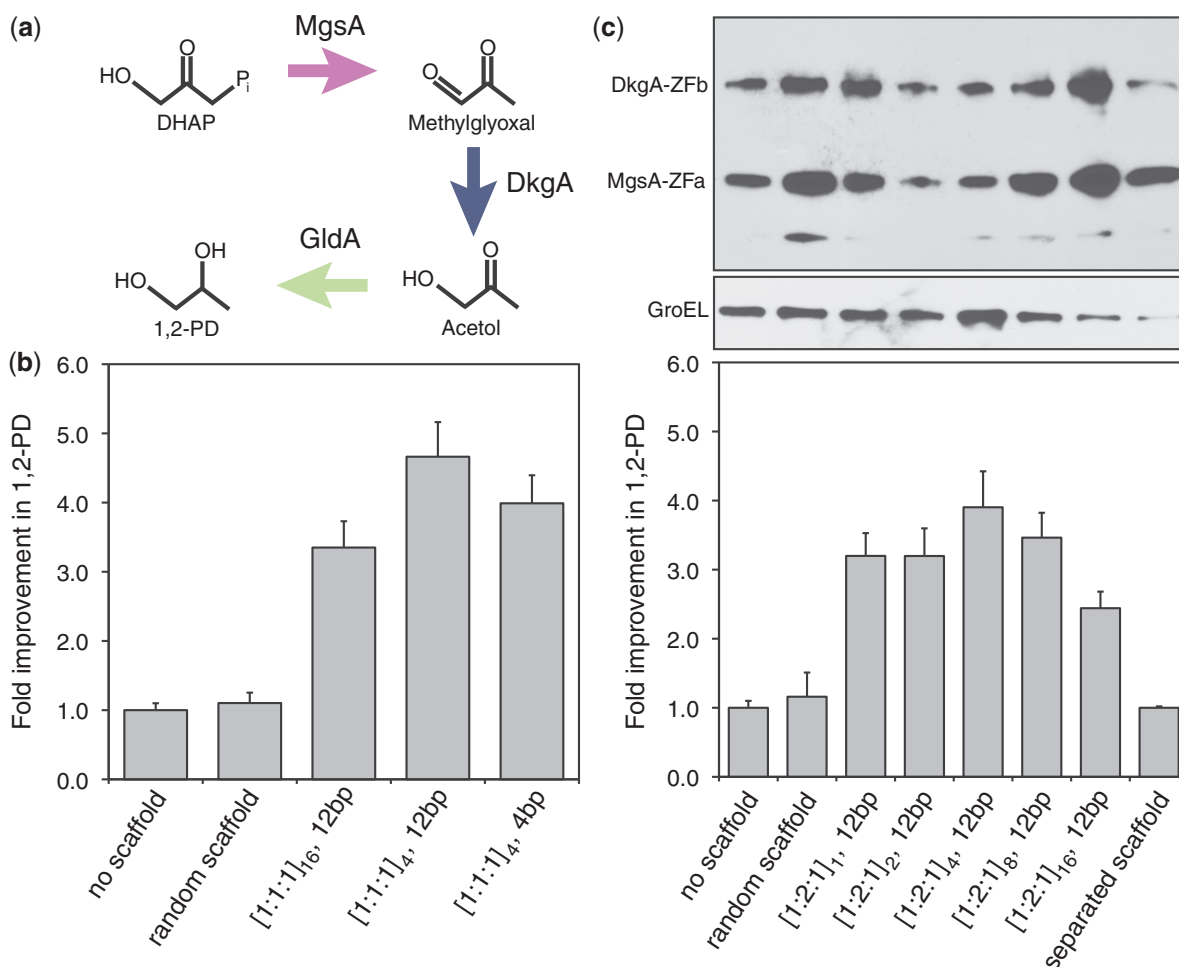 (a)
MgsA
HO
O
P
i
DHAP
O
O
Methylglyoxal
DkgA
GldA
OH
HO
1,2-PD
HO
O
Acetol
(b)
Fold improvement in 1,2-PD
6.0
5.0
4.0
3.0
2.0
1.0
0.0
no scaffold
random scaffold
[1:1:1]16, 12bp
[1:1:1]4, 12bp
[1:1:1]4, 4bp
(c)
DkgA-ZFb
MgsA-ZFa
GroEL
Fold improvement in 1,2-PD
6.0
5.0
4.0
3.0
2.0
1.0
0.0
no scaffold
random scaffold
[1:2:1]1, 12bp
[1:2:1]2, 12bp
[1:2:1]4, 12bp
[1:2:1]8, 12bp
[1:2:1]16, 12bp
separated scaffold